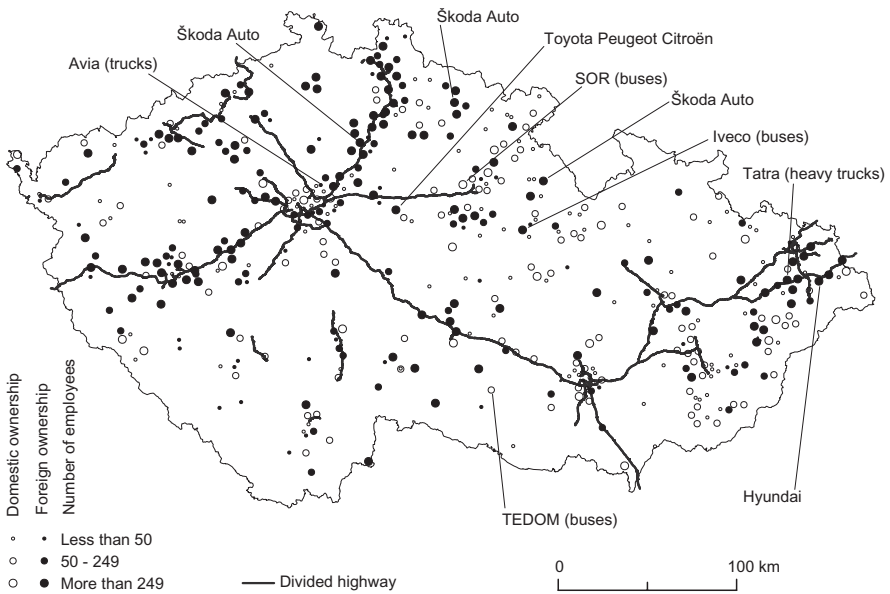 Škoda Auto
Škoda Auto
Toyota Peugeot Citroën
Avia (trucks)
SOR (buses)
Škoda Auto
Iveco (buses)
Tatra (heavy trucks)
Domestic ownership
Foreign ownership
Number of employees
Hyundai
TEDOM (buses)
Less than 50
50 - 249
More than 249
Divided highway
0
100 km